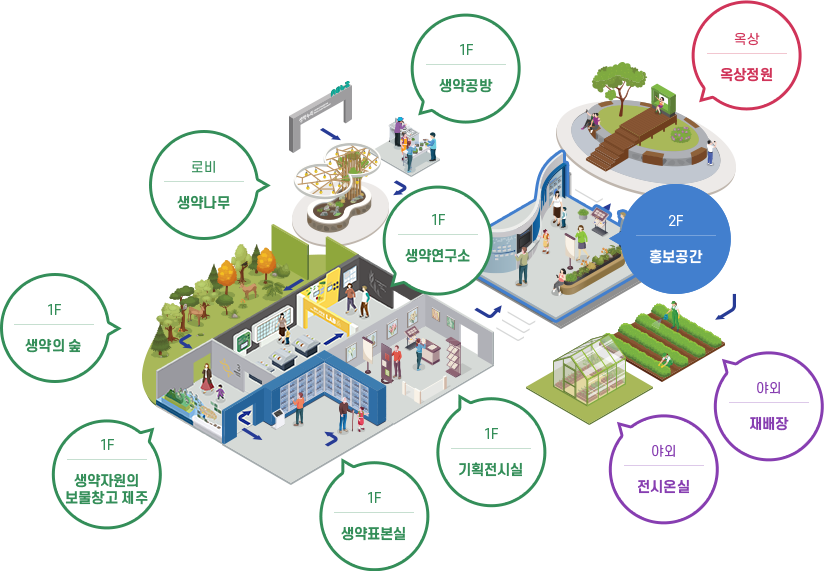 1F
생약공방
옥상
옥상정원
로비
생약나무
1F
생약연구소
2F
홍보공간
1F
생약의 숲
야외
재배장
1F
기획전시실
야외
전시온실
1F
생약자원의
보물창고 제주
1F
생약표본실